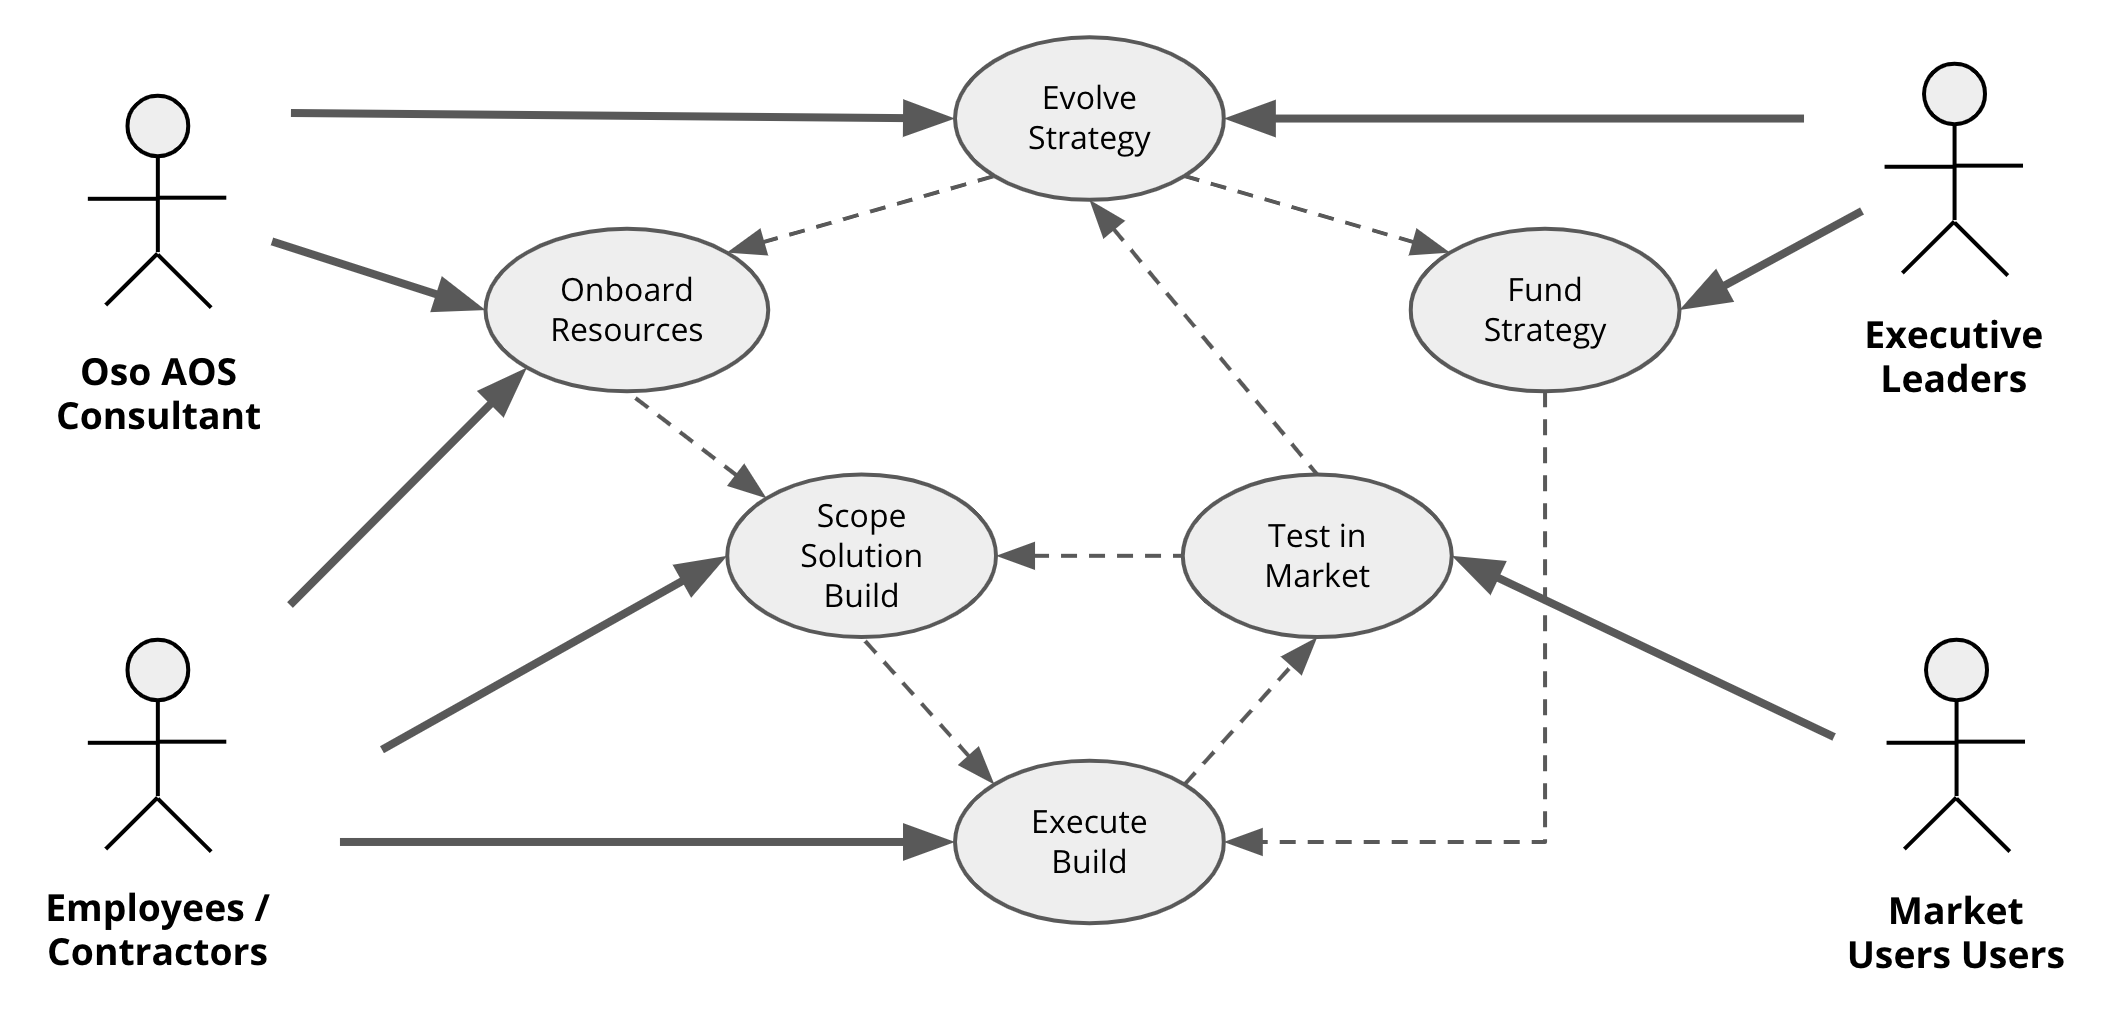 Evolve
Strategy
Onboard
Resources
Fund
Strategy
Oso AOS
Consultant
Executive
Leaders
Scope
Solution
Build
Test in
Market
Execute
Build
Employees /
Contractors
Market
Users Users